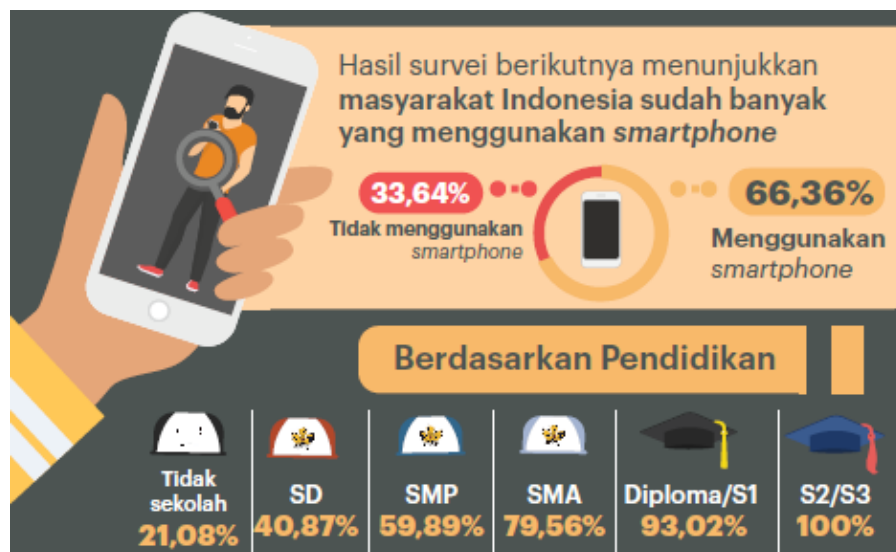 Hasil survei berikutnya menunjukkan
masyarakat Indonesia sudah banyak
yang menggunakan smartphone
33,64%
Tidak menggunakan
smartphone
66,36%
Menggunakan
smartphone
Berdasarkan Pendidikan
Tidak
sekolah
21,08%
SD
40,87%
SMP
59,89%
SMA
79,56%
Diploma/S1
93,02%
S2/S3
100%